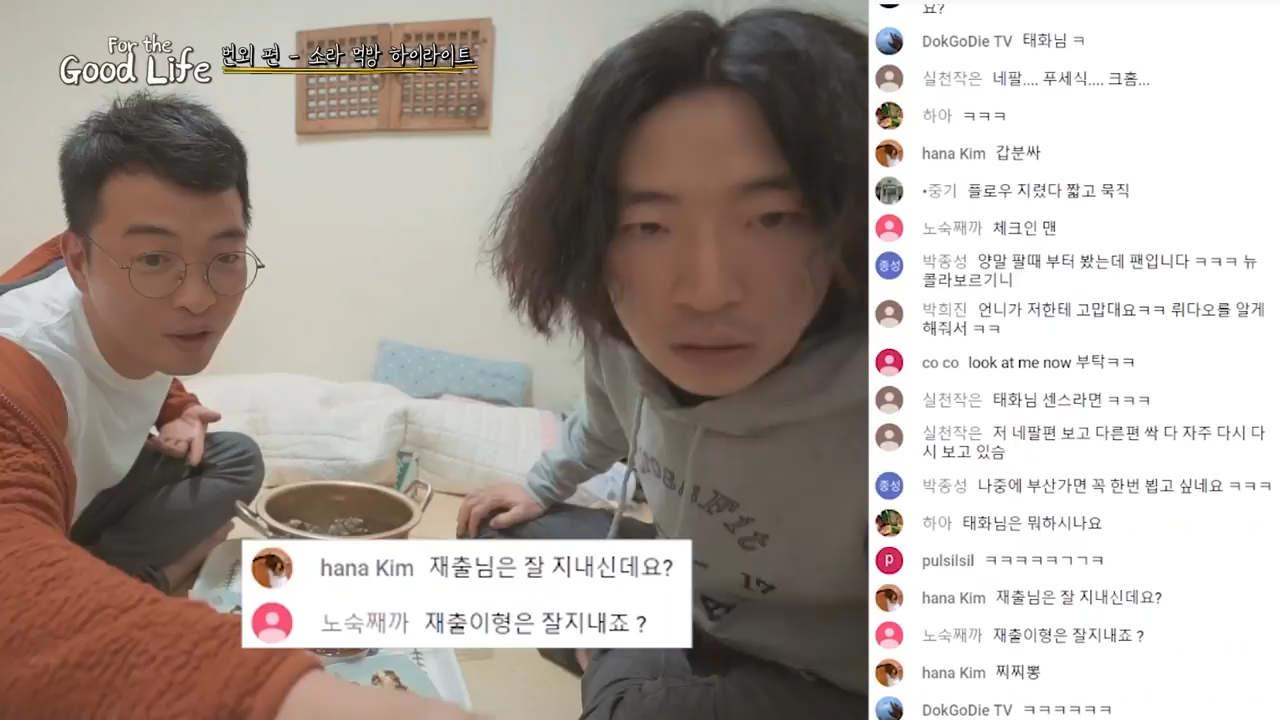 For the
Good Life
번외 편 - 소라 먹방 하이라이트
요?
DokGoDie TV 태화님 ㅋ
실천작은 네팔.... 푸세식.... 크흠...
하아 ㅋㅋㅋ
hana Kim 갑분싸
•중기 플로우 지렸다 짧고 묵직
노숙째까 체크인 맨
종성
박종성 양말 팔때 부터 봤는데 팬입니다 ㅋㅋㅋ 뉴
콜라보르기니
박희진 언니가 저한테 고맙대요ㅋㅋ 뤼다오를 알게
해줘서 ㅋㅋ
co co look at me now 부탁ㅋㅋ
실천작은 태화님 센스라면 ㅋㅋㅋ
실천작은 저 네팔편 보고 다른편 싹 다 자주 다시 다
시 보고 있슴
종성
박종성 나중에 부산가면 꼭 한번 뵙고 싶네요 ㅋㅋㅋ
하아 태화님은 뭐하시나요
P
pulsilsil ㅋㅋㅋㅋㅋㄱㄱㅋ
hana Kim 재출님은 잘 지내신데요?
노숙째까 재출이형은 잘지내죠 ?
hana Kim 찌찌뽕
DokGoDie TV ㅋㅋㅋㅋㅋㅋ
hana Kim 재출님은 잘 지내신데요?
노숙째까 재출이형은 잘지내죠 ?
17